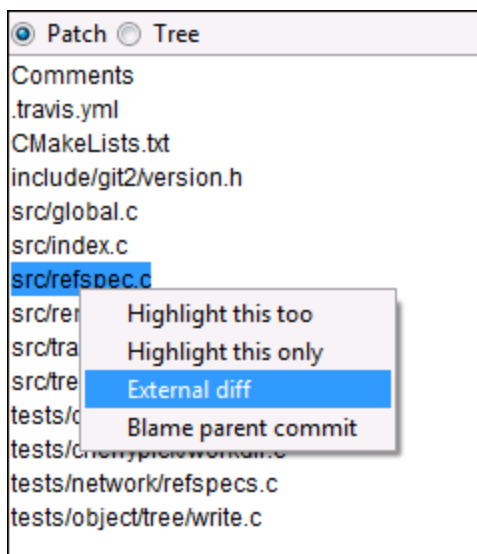 Patch Tree
Comments
.travis.yml
CMakeLists.txt
include/git2/version.h
src/global.c
src/index.c
src/refspec.c
Highlight this too
Highlight this only
External diff
Blame parent commit
tests/network/refspecs.c
tests/object/tree/write.c